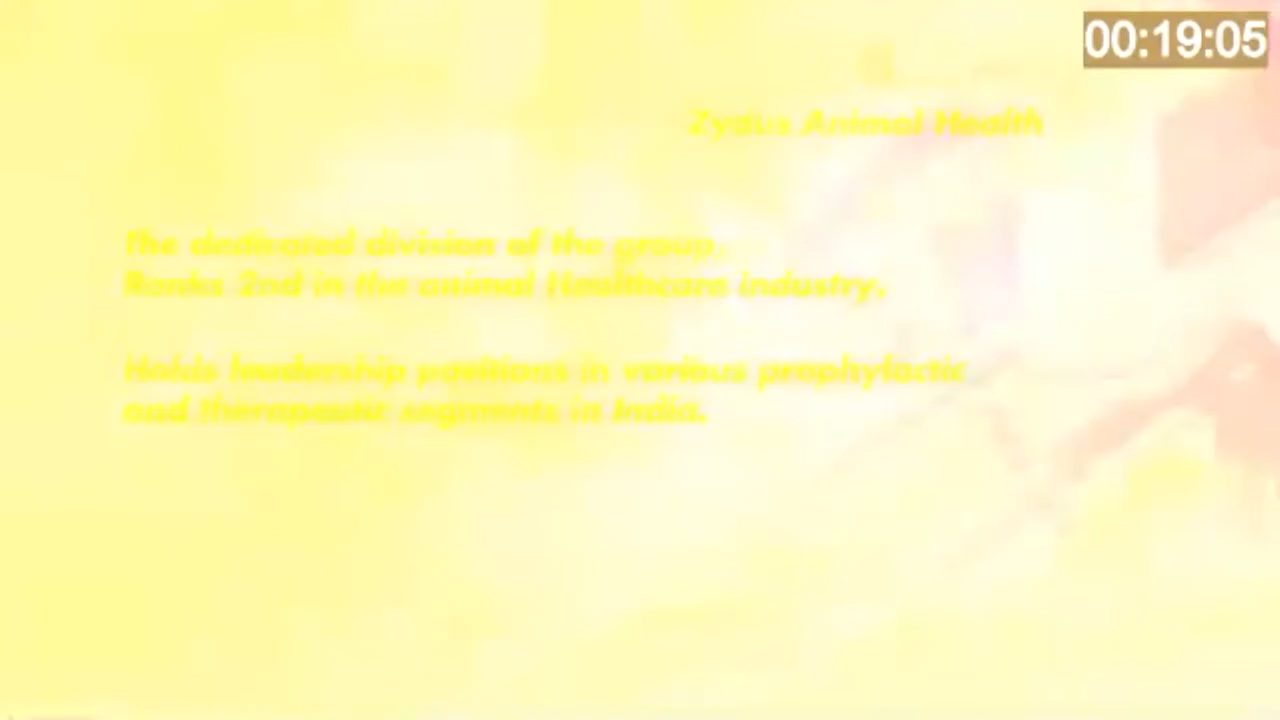 00:19:05
Zydus Animal Health
The dedicated division of the group,
Ranks 2nd in the animal Healthcare industry.
Holds leadership positions in various prophylactic
and therapeutic segments in India.